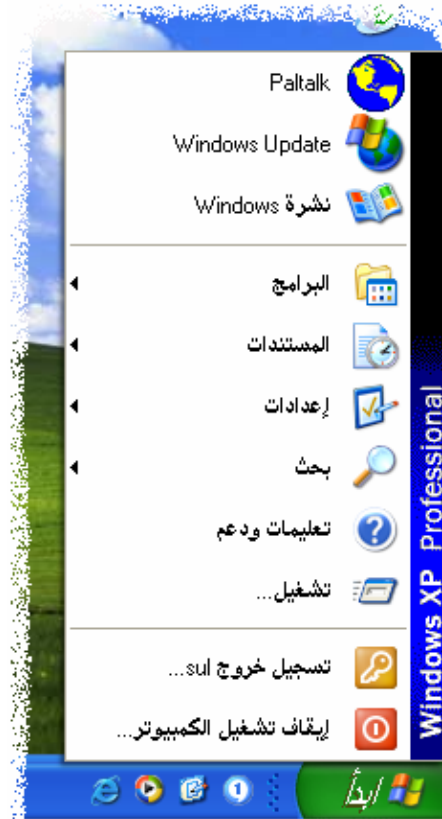 Paltalk
Windows Update
نشرة Windows
البرامج
المستندات
إعدادات
بحث
تعليمات ودعم
تشغيل...
تسجيل خروج sul...
إيقاف تشغيل الكمبيوتر...
Windows XP Professional
ابدأ
1